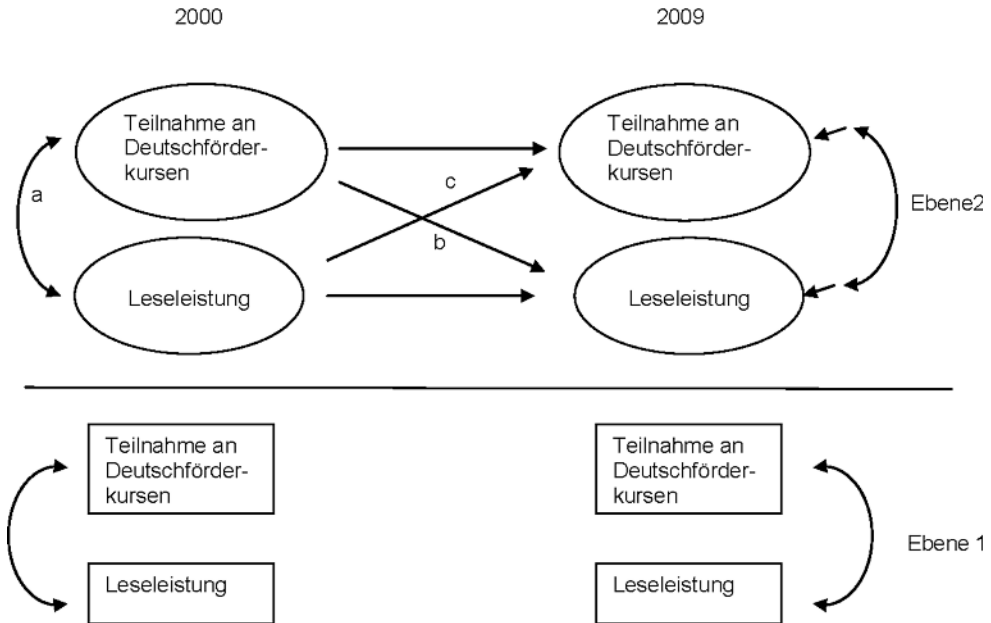 2000
2009
Teilnahme an
Deutschförder-
kursen
Teilnahme an
Deutschförder-
kursen
a
c
b
Ebene2
Leseleistung
Leseleistung
Teilnahme an
Deutschförder-
kursen
Teilnahme an
Deutschförder-
kursen
Ebene 1
Leseleistung
Leseleistung